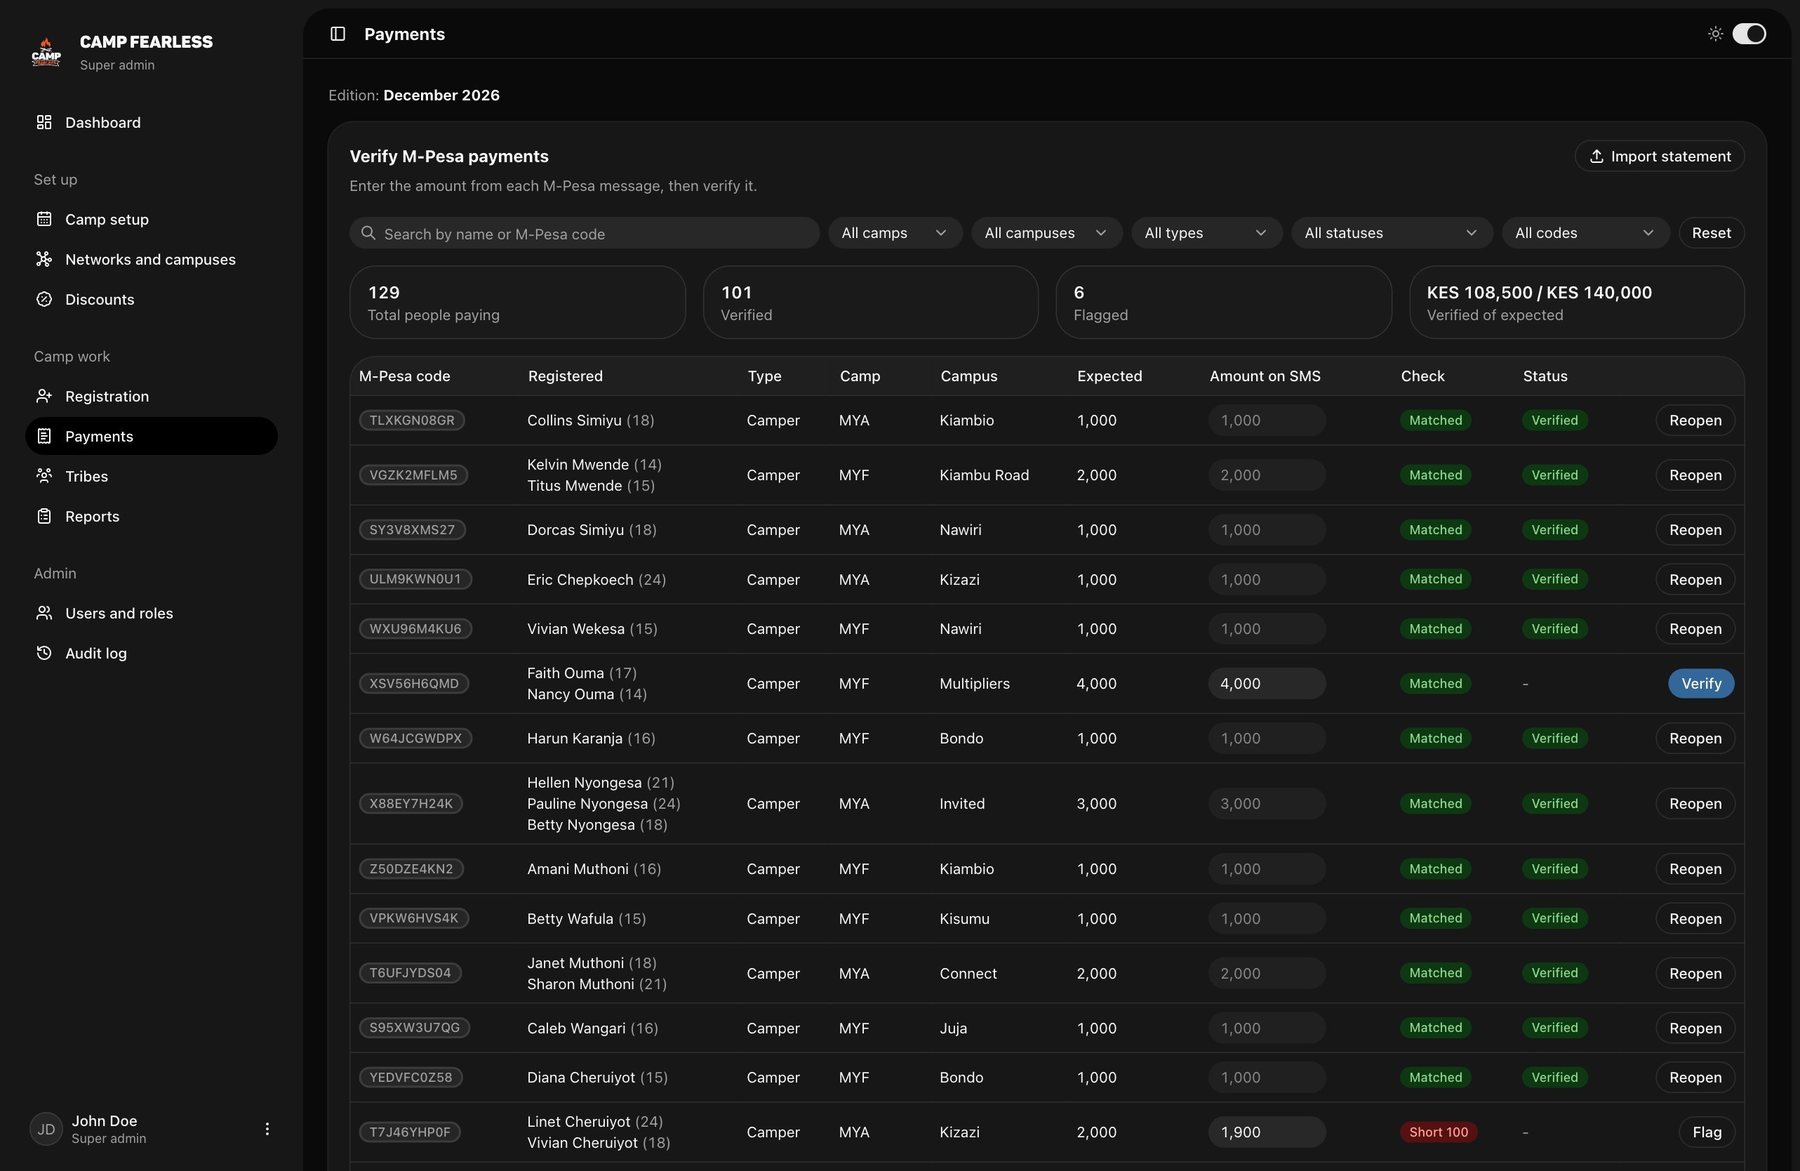 CAMP
CAMP FEARLESS
Super admin
Dashboard
Set up
Camp setup
Networks and campuses
Discounts
Camp work
Registration
Payments
Tribes
Reports
Admin
Users and roles
Audit log
JD
John Doe
Super admin
Payments
Edition: December 2026
Verify M-Pesa payments
Import statement
Enter the amount from each M-Pesa message, then verify it.
Search by name or M-Pesa code
All camps
All campuses
All types
All statuses
All codes
Reset
129
Total people paying
101
Verified
6
Flagged
KES 108,500 / KES 140,000
Verified of expected
M-Pesa code Registered Type Camp Campus Expected Amount on SMS Check Status
TLXKGN08GR Collins Simiyu (18) Camper MYA Kiambio 1,000 1,000 Matched Verified Reopen
VGZK2MFLM5 Kelvin Mwende (14) Camper MYF Kiambu Road 2,000 2,000 Matched Verified Reopen
Titus Mwende (15)
SY3V8XMS27 Dorcas Simiyu (18) Camper MYA Nawiri 1,000 1,000 Matched Verified Reopen
ULM9KWN0U1 Eric Chepkoech (24) Camper MYA Kizazi 1,000 1,000 Matched Verified Reopen
WXU96M4KU6 Vivian Wekesa (15) Camper MYF Nawiri 1,000 1,000 Matched Verified Reopen
XSV56H6QMD Faith Ouma (17) Camper MYF Multipliers 4,000 4,000 Matched - Verify
Nancy Ouma (14)
W64JCGWDPX Harun Karanja (16) Camper MYF Bondo 1,000 1,000 Matched Verified Reopen
X88EY7H24K Hellen Nyongesa (21) Camper MYA Invited 3,000 3,000 Matched Verified Reopen
Pauline Nyongesa (24)
Betty Nyongesa (18)
Z50DZE4KN2 Amani Muthoni (16) Camper MYF Kiambio 1,000 1,000 Matched Verified Reopen
VPKW6HVS4K Betty Wafula (15) Camper MYF Kisumu 1,000 1,000 Matched Verified Reopen
T6UFJYDS04 Janet Muthoni (18) Camper MYA Connect 2,000 2,000 Matched Verified Reopen
Sharon Muthoni (21)
S95XW3U7QG Caleb Wangari (16) Camper MYF Juja 1,000 1,000 Matched Verified Reopen
YEDVFC0Z58 Diana Cheruiyot (15) Camper MYF Bondo 1,000 1,000 Matched Verified Reopen
T7J46YHP0F Linet Cheruiyot (24) Camper MYA Kizazi 2,000 1,900 Short 100 - Flag
Vivian Cheruiyot (18)